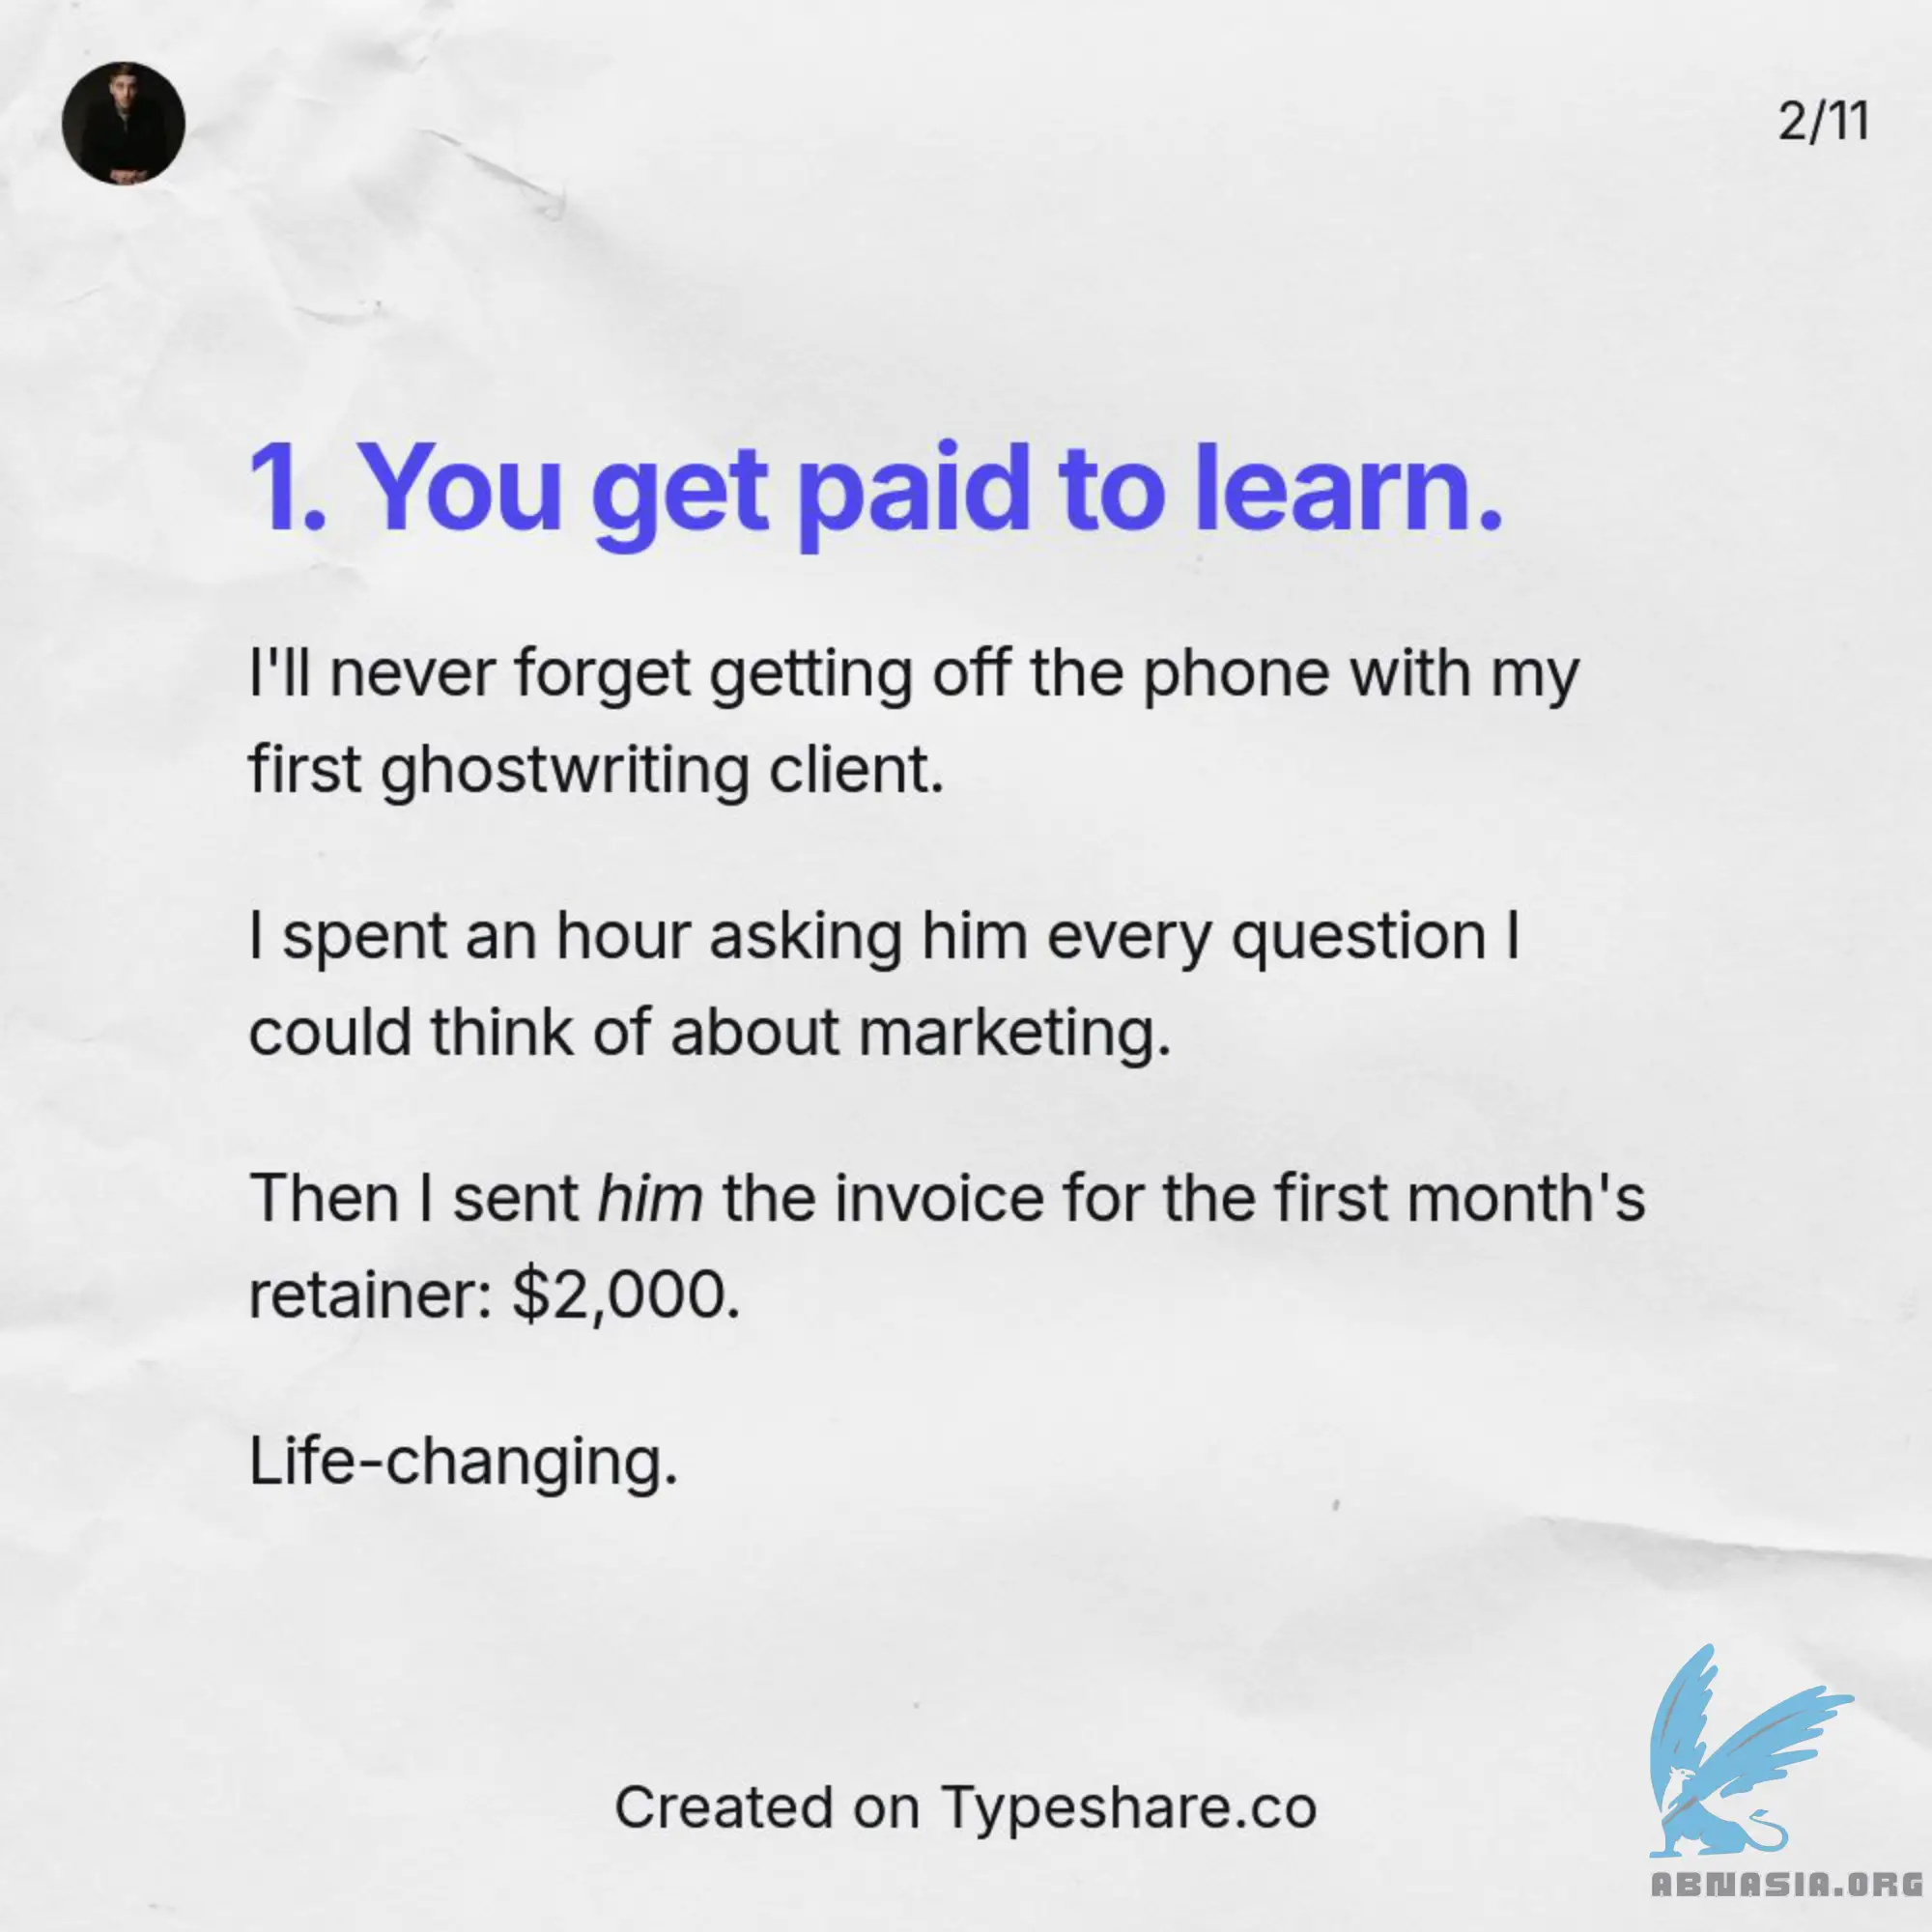 2/11
1. You get paid to learn.
I'll never forget getting off the phone with my
first ghostwriting client.
I spent an hour asking him every question I
could think of about marketing.
Then I sent him the invoice for the first month's
retainer: $2,000.
Life-changing.
Created on Typeshare.co
ABNASIA.ORG